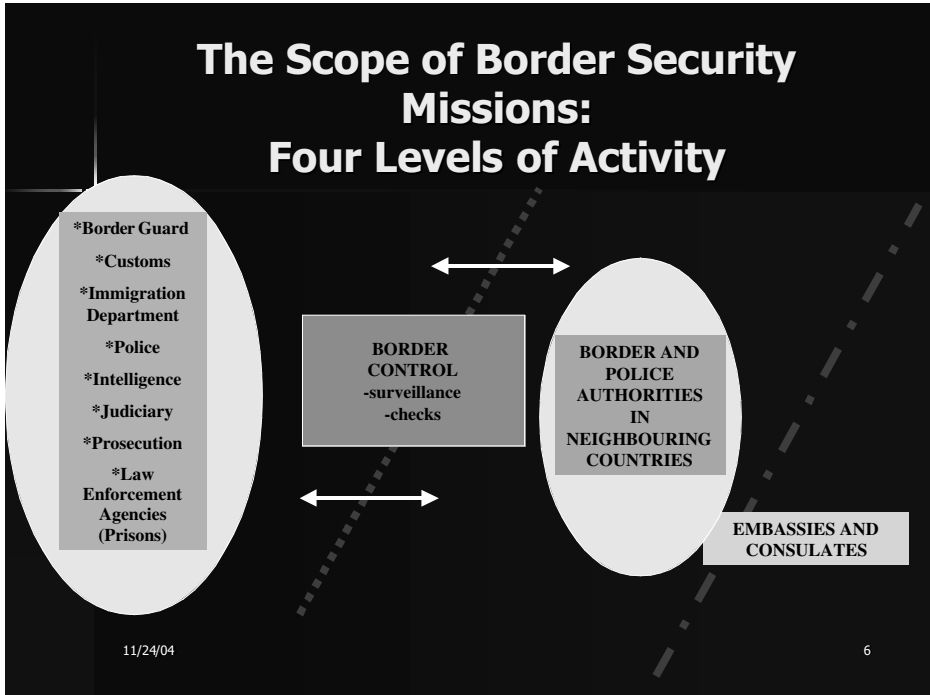 The Scope of Border Security
Missions:
Four Levels of Activity
*Border Guard
*Customs
*Immigration
Department
*Police
*Intelligence
*Judiciary
*Prosecution
*Law
Enforcement
Agencies
(Prisons)
BORDER
CONTROL
-surveillance
-checks
BORDER AND
POLICE
AUTHORITIES
IN
NEIGHBOURING
COUNTRIES
EMBASSIES AND
CONSULATES
11/24/04
6